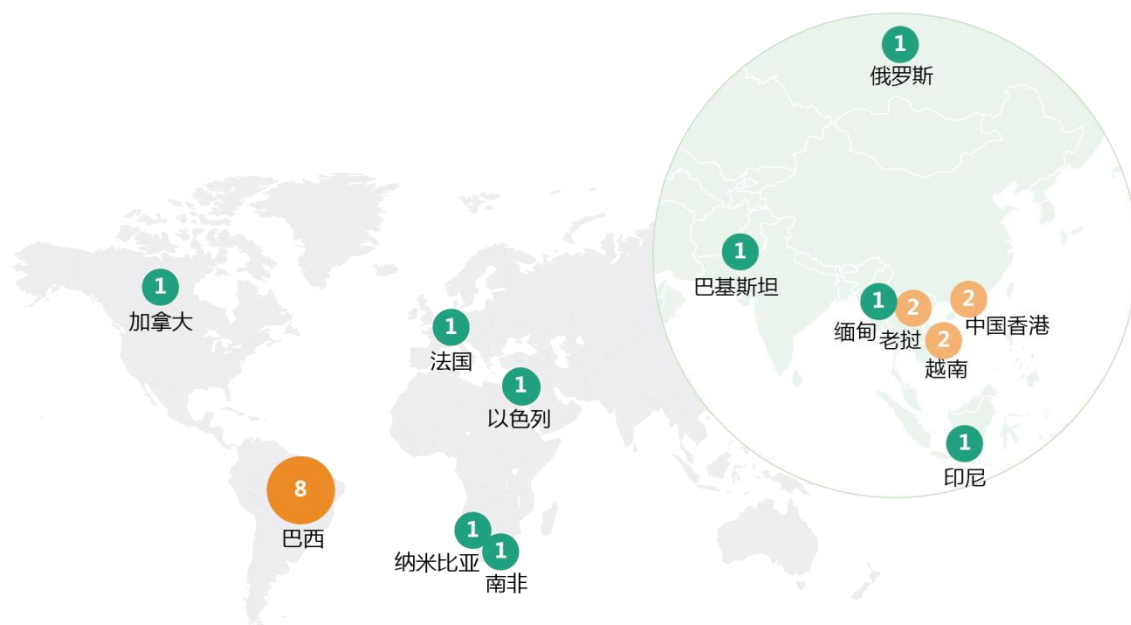 1
俄罗斯
1
巴基斯坦
1
缅甸
2
老挝
2
中国香港
2
越南
1
印尼
1
加拿大
1
法国
1
以色列
8
巴西
1
纳米比亚
1
南非